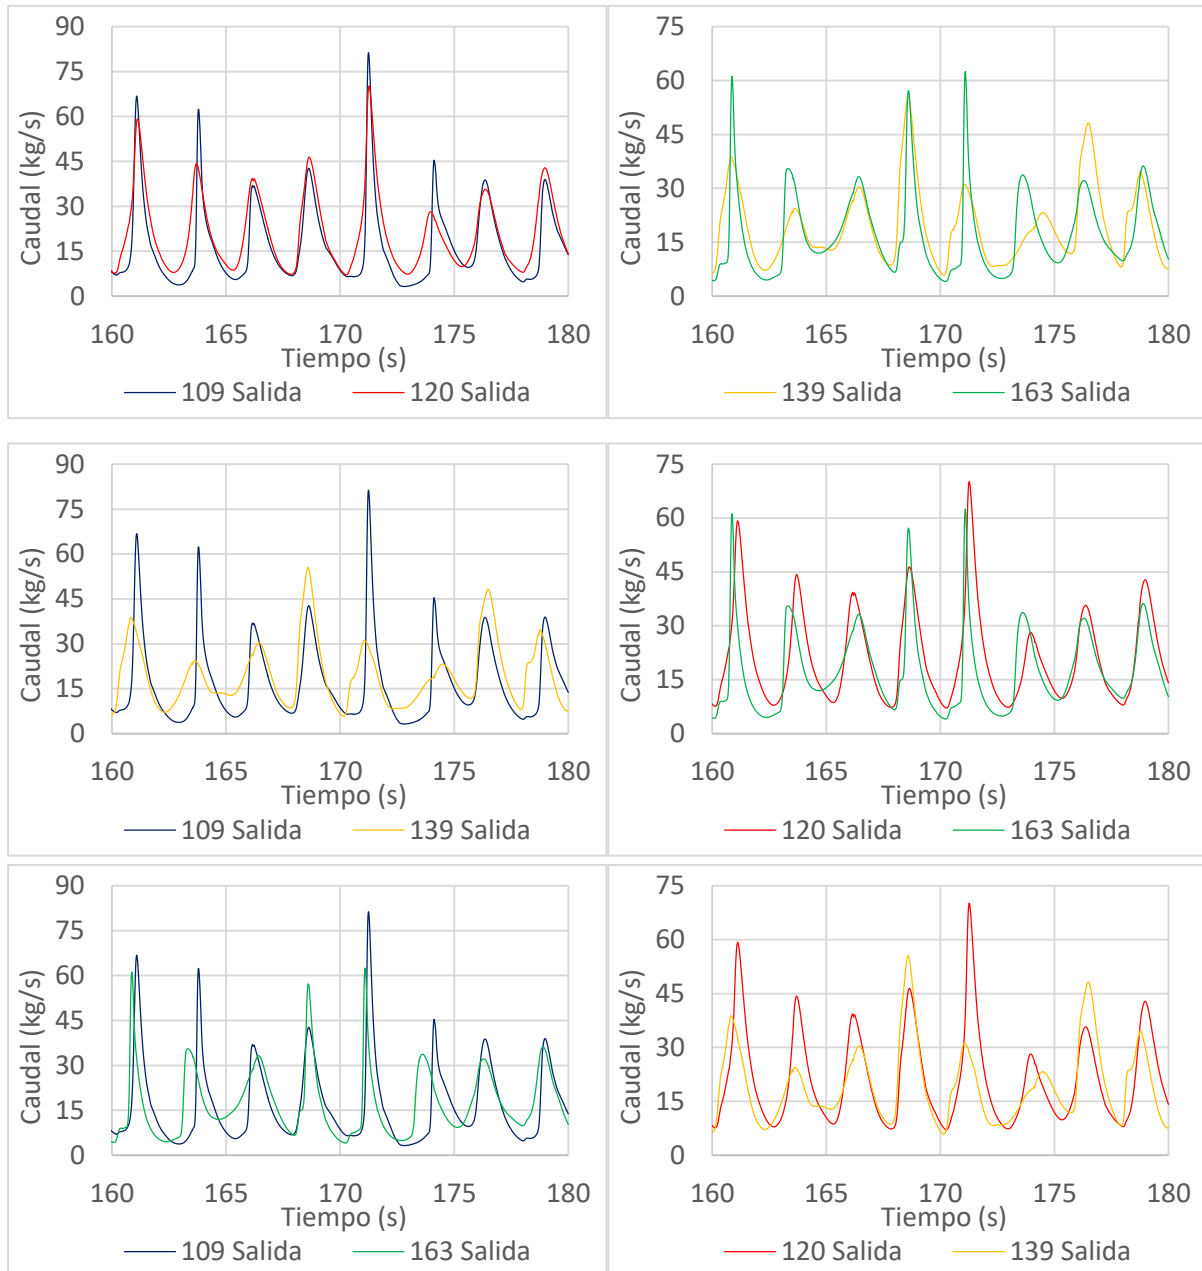 90
75
60
45
30
15
0
Caudal (kg/s)
160 165 170 175 180
Tiempo (s)
109 Salida 120 Salida
75
60
45
30
15
0
Caudal (kg/s)
160 165 170 175 180
Tiempo (s)
139 Salida 163 Salida
90
75
60
45
30
15
0
Caudal (kg/s)
160 165 170 175 180
Tiempo (s)
109 Salida 139 Salida
75
60
45
30
15
0
Caudal (kg/s)
160 165 170 175 180
Tiempo (s)
120 Salida 163 Salida
90
75
60
45
30
15
0
Caudal (kg/s)
160 165 170 175 180
Tiempo (s)
109 Salida 163 Salida
75
60
45
30
15
0
Caudal (kg/s)
160 165 170 175 180
Tiempo (s)
120 Salida 139 Salida